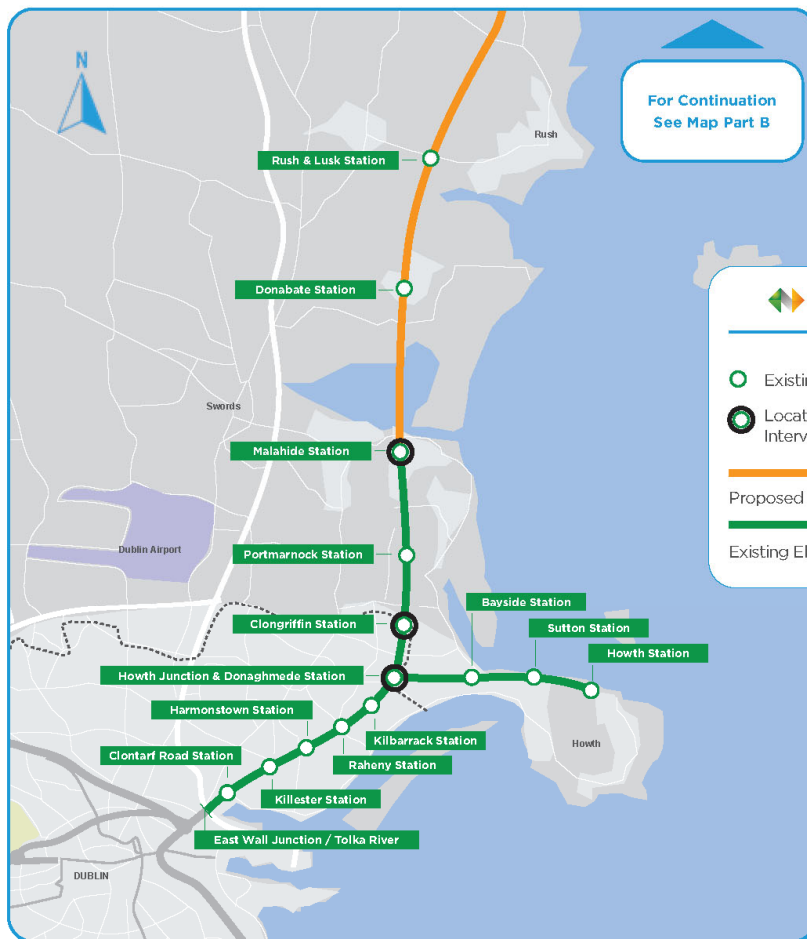 N
For Continuation
See Map Part B
Rush
Rush & Lusk Station
Donabate Station
Existin
Locat
Interv
Proposed
Existing El
Swords
Malahide Station
Dublin Airport
Portmarnock Station
Bayside Station
Clongriffin Station
Sutton Station
Howth Station
Howth Junction & Donaghmede Station
Harmonstown Station
Kilbarrack Station
Howth
Clontarf Road Station
Raheny Station
Killester Station
East Wall Junction / Tolka River
DUBLIN